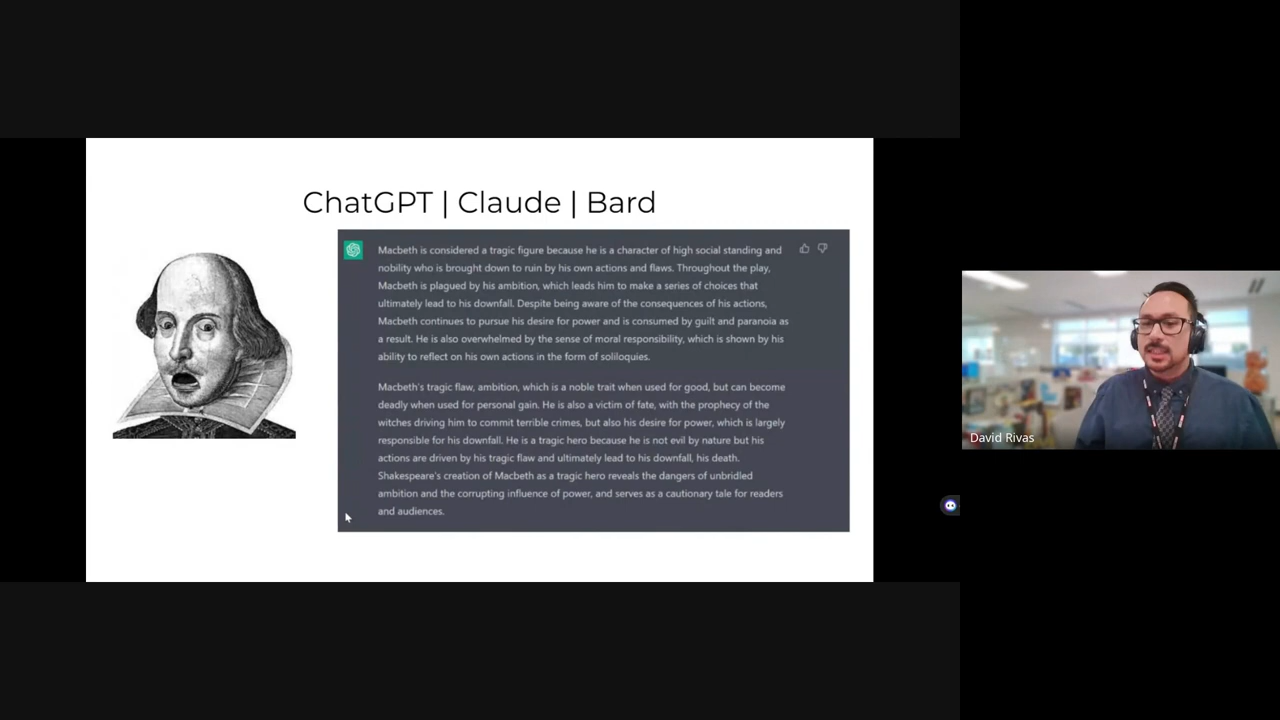 ChatGPT | Claude | Bard
Macbeth is considered a tragic figure because he is a character of high social standing and
nobility who is brought down to ruin by his own actions and flaws. Throughout the play,
Macbeth is plagued by his ambition, which leads him to make a series of choices that
ultimately lead to his downfall. Despite being aware of the consequences of his actions,
Macbeth continues to pursue his desire for power and is consumed by guilt and paranoia as
a result. He is also overwhelmed by the sense of moral responsibility, which is shown by his
ability to reflect on his own actions in the form of soliloquies.
Macbeth's tragic flaw, ambition, which is a noble trait when used for good, but can become
deadly when used for personal gain. He is also a victim of fate, with the prophecy of the
witches driving him to commit terrible crimes, but also his desire for power, which is largely
responsible for his downfall. He is a tragic hero because he is not evil by nature but his
actions are driven by his tragic flaw and ultimately lead to his downfall, his death.
Shakespeare's creation of Macbeth as a tragic hero reveals the dangers of unbridled
ambition and the corrupting influence of power, and serves as a cautionary tale for readers
and audiences.
David Rivas